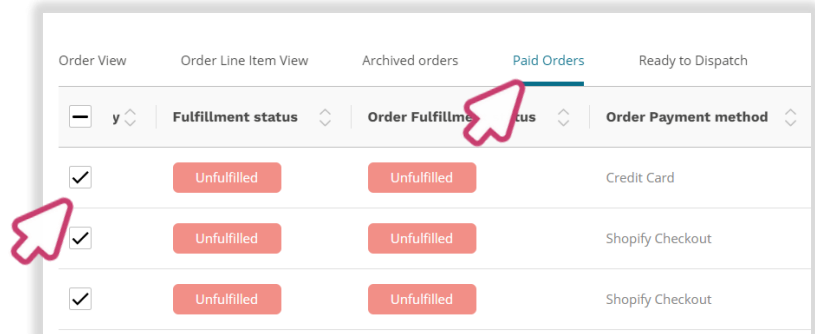 Order View Order Line Item View Archived orders Paid Orders Ready to Dispatch
y Fulfillment status Order Fulfillme tus Order Payment method
Unfulfilled Unfulfilled Credit Card
Unfulfilled Unfulfilled Shopify Checkout
Unfulfilled Unfulfilled Shopify Checkout